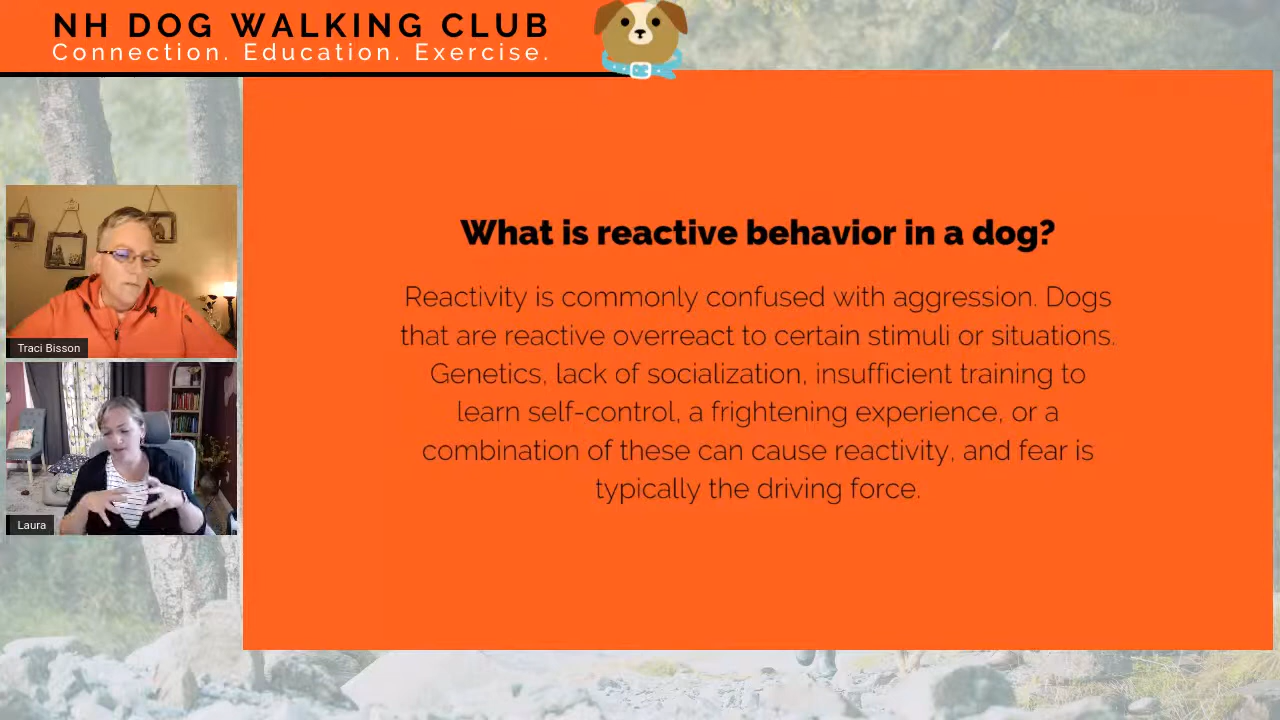 NH DOG WALKING CLUB
Connection. Education. Exercise.
What is reactive behavior in a dog?
Reactivity is commonly confused with aggression. Dogs
that are reactive overreact to certain stimuli or situations.
Genetics, lack of socialization, insufficient training to
learn self-control, a frightening experience, or a
combination of these can cause reactivity, and fear is
typically the driving force.
Traci Bisson
Laura